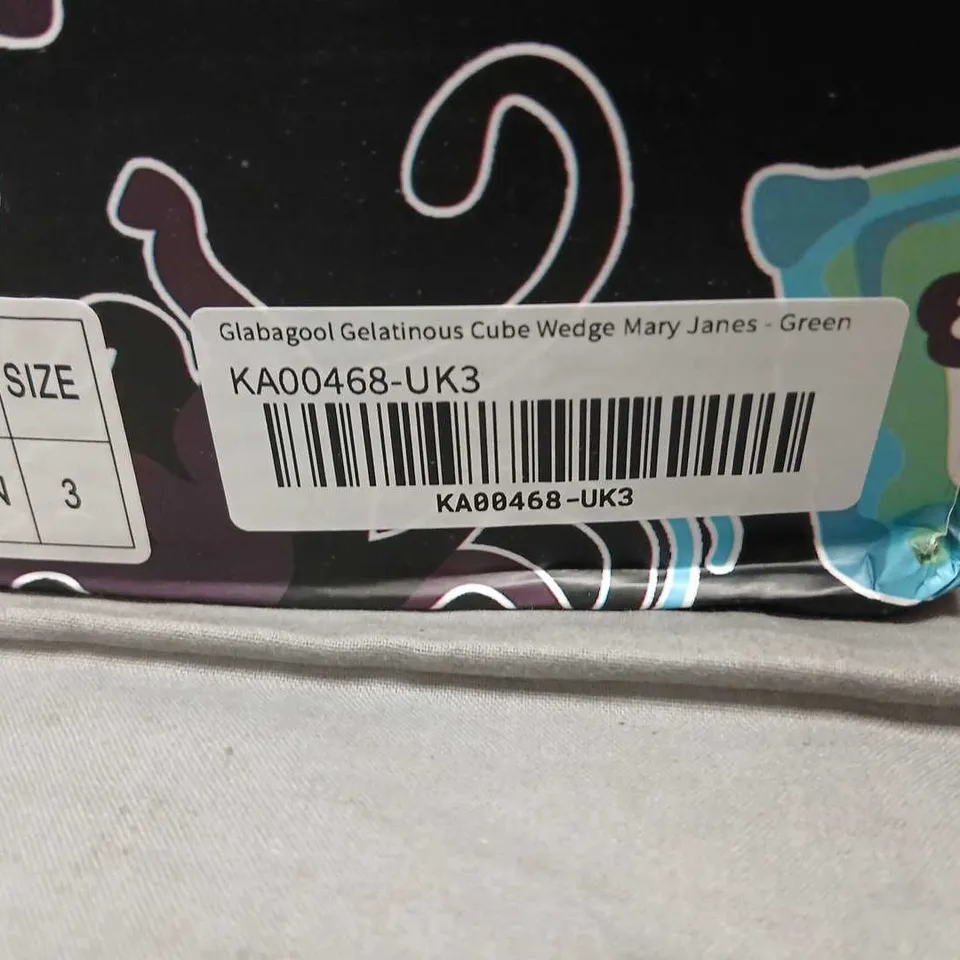 Glabagool Gelatinous Cube Wedge Mary Janes - Green
KA00468-UK3
KA00468-UK3
SIZE
3